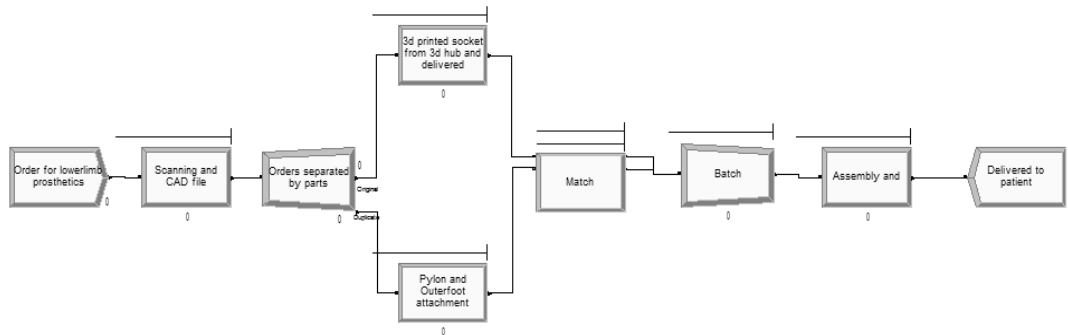 3d printed socket
from 3d hub and
delivered
0
Order for lowerlimb
prosthetics
0
Scanning and
CAD file
0
Orders separated
by parts
0
Original
0
Duplicate
Pylon and
Outerfoot
attachment
0
Match
Batch
0
Assembly and
0
Delivered to
patient
0